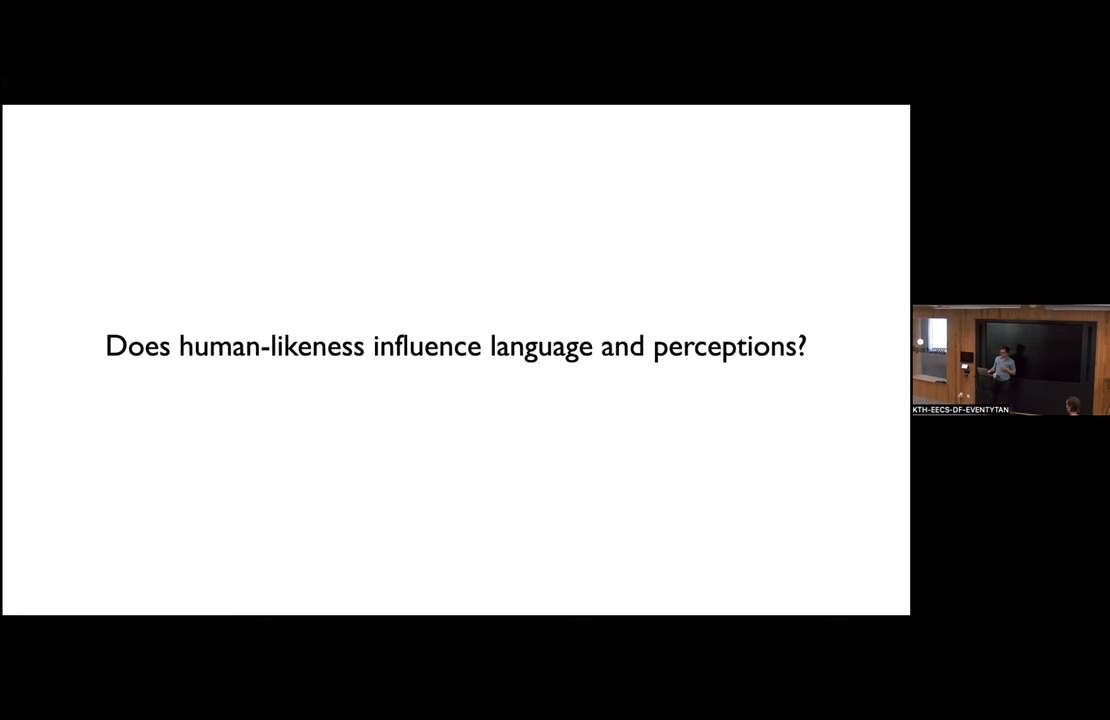 Does human-likeness influence language and perceptions?
KTH-EECS-DF-EVENTYTAN